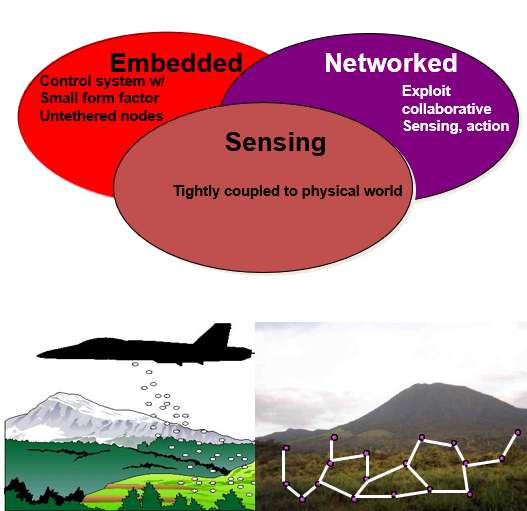 Embedded
Control system w/
Small form factor
Untethered nodes
Networked
Exploit
collaborative
Sensing, action
Sensing
Tightly coupled to physical world